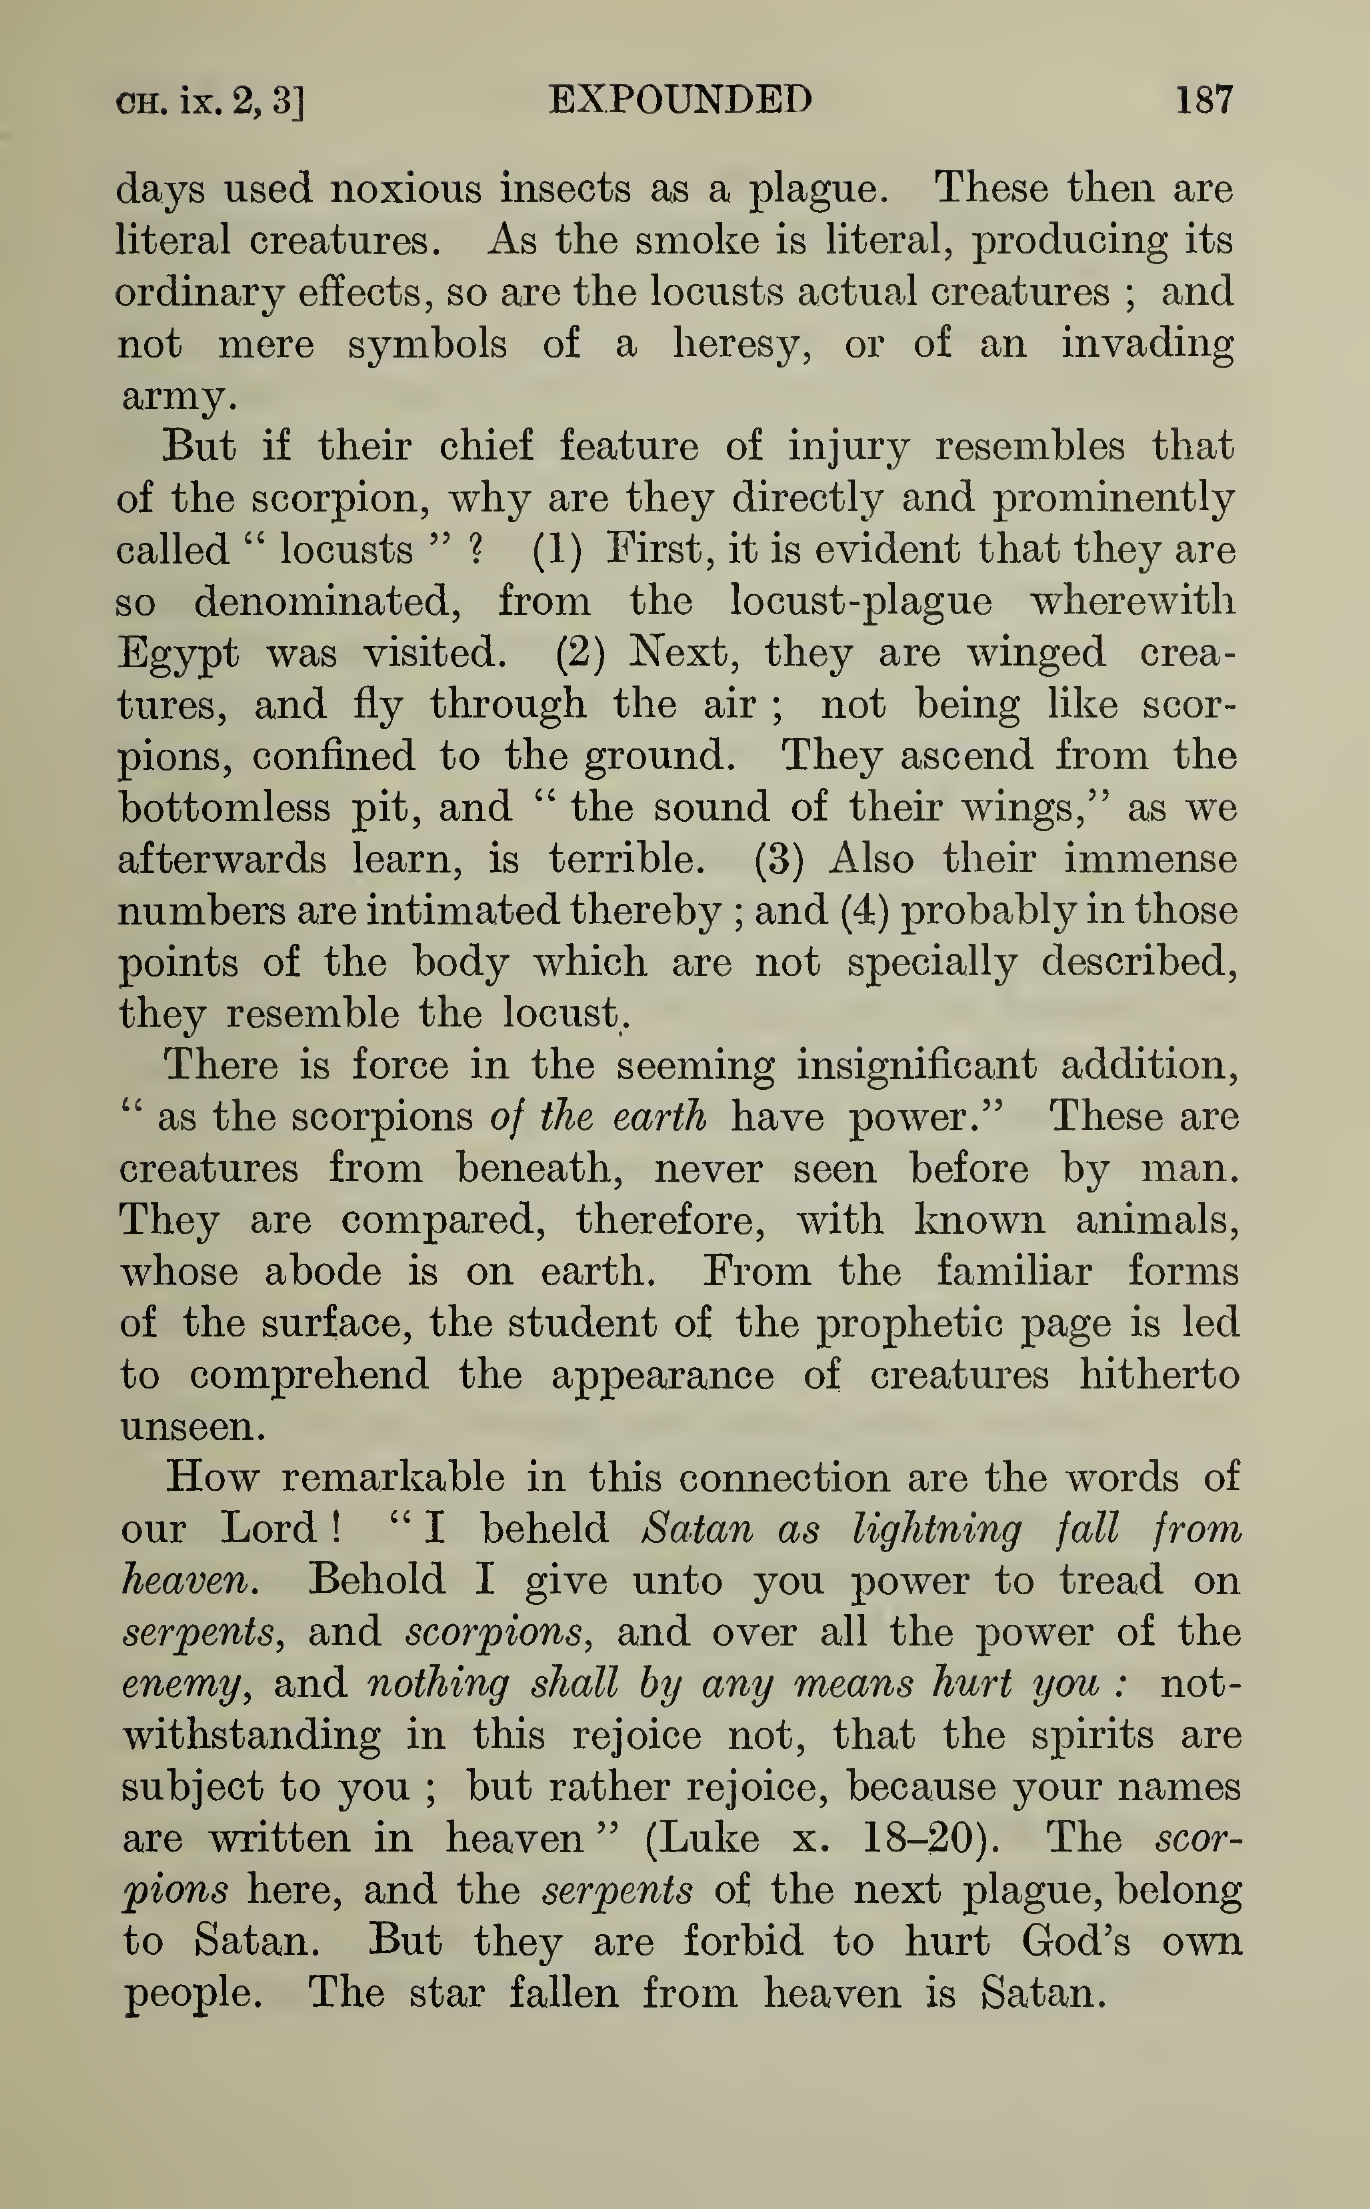 CH. ix. 2, 3] EXPOUNDED 187
days used noxious insects as a plague. These then are
literal creatures. As the smoke is literal, producing its
ordinary effects, so are the locusts actual creatures ; and
not mere symbols of a heresy, or of an invading
army.
But if their chief feature of injury resembles that
of the scorpion, why are they directly and prominently
called “ locusts ” ? (1) First, it is evident that they are
so denominated, from the locust-plague wherewith
Egypt was visited. (2) Next, they are winged crea-
tures, and fly through the air ; not being like scor-
pions, confined to the ground. They ascend from the
bottomless pit, and “ the sound of their wings,” as we
afterwards learn, is terrible. (3) Also their immense
numbers are intimated thereby ; and (4) probably in those
points of the body which are not specially described,
they resemble the locust.
There is force in the seeming insignificant addition,
“ as the scorpions of the earth have power.” These are
creatures from beneath, never seen before by man.
They are compared, therefore, with known animals,
whose abode is on earth. From the familiar forms
of the surface, the student of the prophetic page is led
to comprehend the appearance of creatures hitherto
unseen.
How remarkable in this connection are the words of
our Lord ! “ I beheld Satan as lightning fall from
heaven. Behold I give unto you power to tread on
serpents, and scorpions, and over all the power of the
enemy, and nothing shall by any means hurt you : not-
withstanding in this rejoice not, that the spirits are
subject to you ; but rather rejoice, because your names
are written in heaven ” (Luke x. 18–20). The scor-
pions here, and the serpents of the next plague, belong
to Satan. But they are forbid to hurt God’s own
people. The star fallen from heaven is Satan.